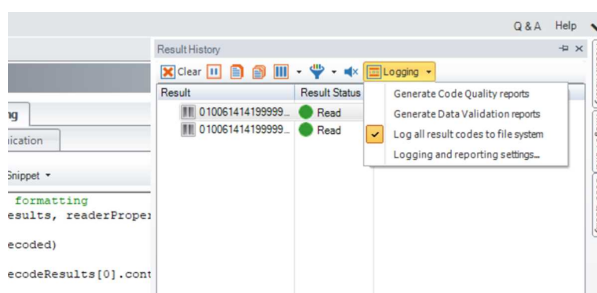 Q&A Help
Result History
Clear Logging
Result Result Status
010061414199999... Read
010061414199999... Read
Generate Code Quality reports
Generate Data Validation reports
Log all result codes to file system
Logging and reporting settings...
ng
nication
Snippet
formatting
esults, readerProper
ecoded)
ecodeResults[0].cont